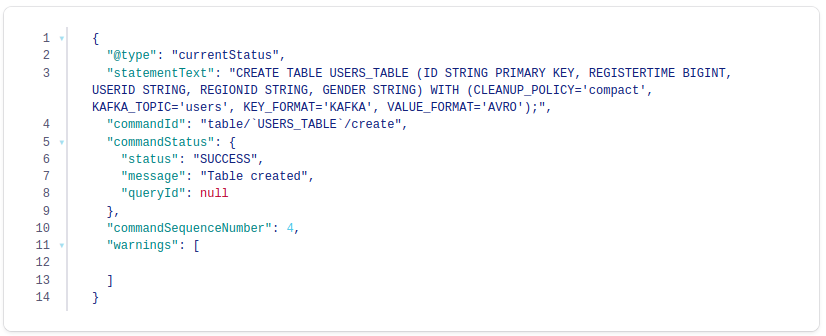 1 {
2 "@type": "currentStatus",
3 "statementText": "CREATE TABLE USERS_TABLE (ID STRING PRIMARY KEY, REGISTERTIME BIGINT,
USERID STRING, REGIONID STRING, GENDER STRING) WITH (CLEANUP_POLICY='compact',
KAFKA_TOPIC='users', KEY_FORMAT='KAFKA', VALUE_FORMAT='AVRO');",
4 "commandId": "table/`USERS_TABLE`/create",
5 "commandStatus": {
6 "status": "SUCCESS",
7 "message": "Table created",
8 "queryId": null
9 },
10 "commandSequenceNumber": 4,
11 "warnings": [
12
13 ]
14 }